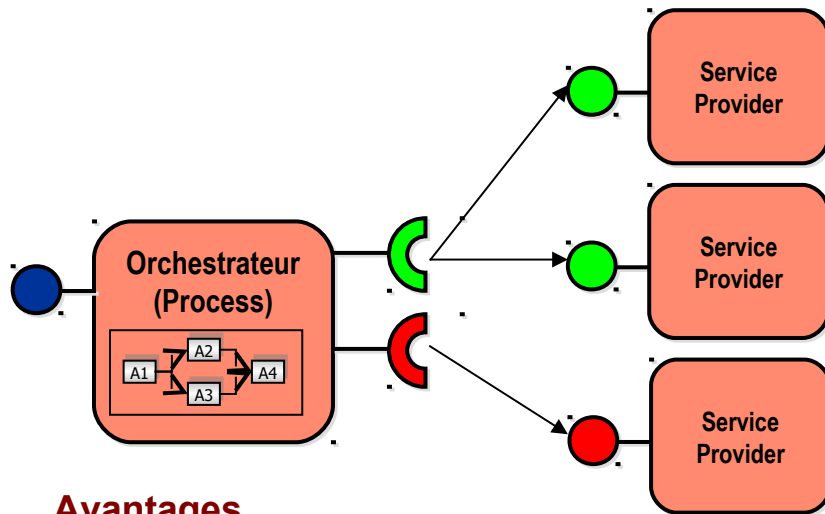 Service
Provider
Orchestrateur
(Process)
A1
A2
A3
A4
Service
Provider
Service
Provider
Avantages